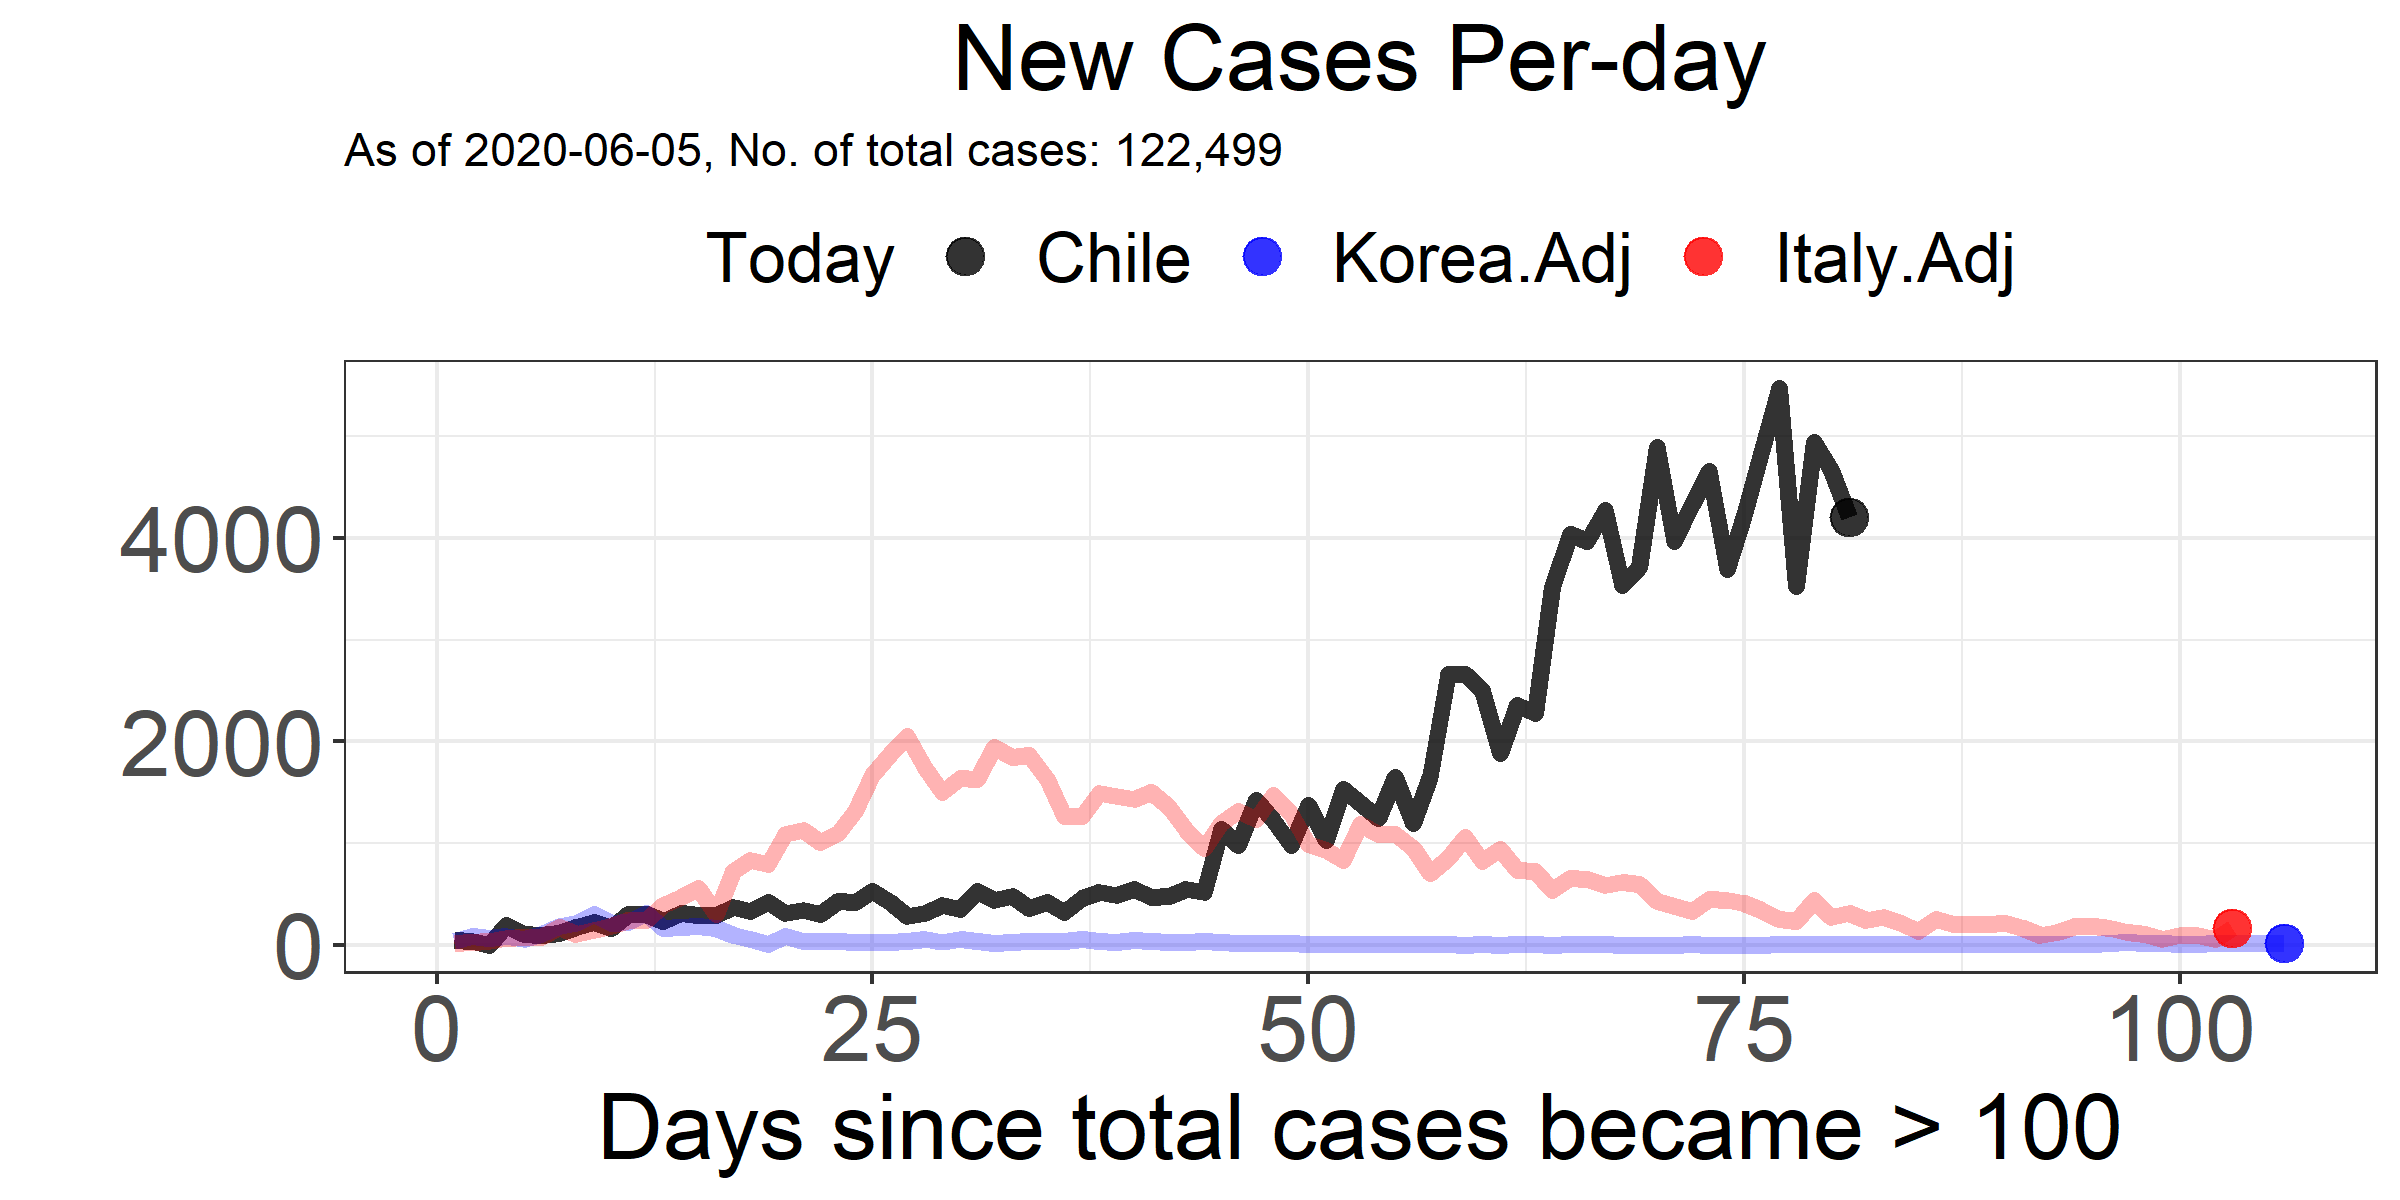 New Cases Per-day
As of 2020-06-05, No. of total cases: 122,499
Today Chile Korea.Adj Italy.Adj
4000
2000
0
0 25 50 75 100
Days since total cases became > 100